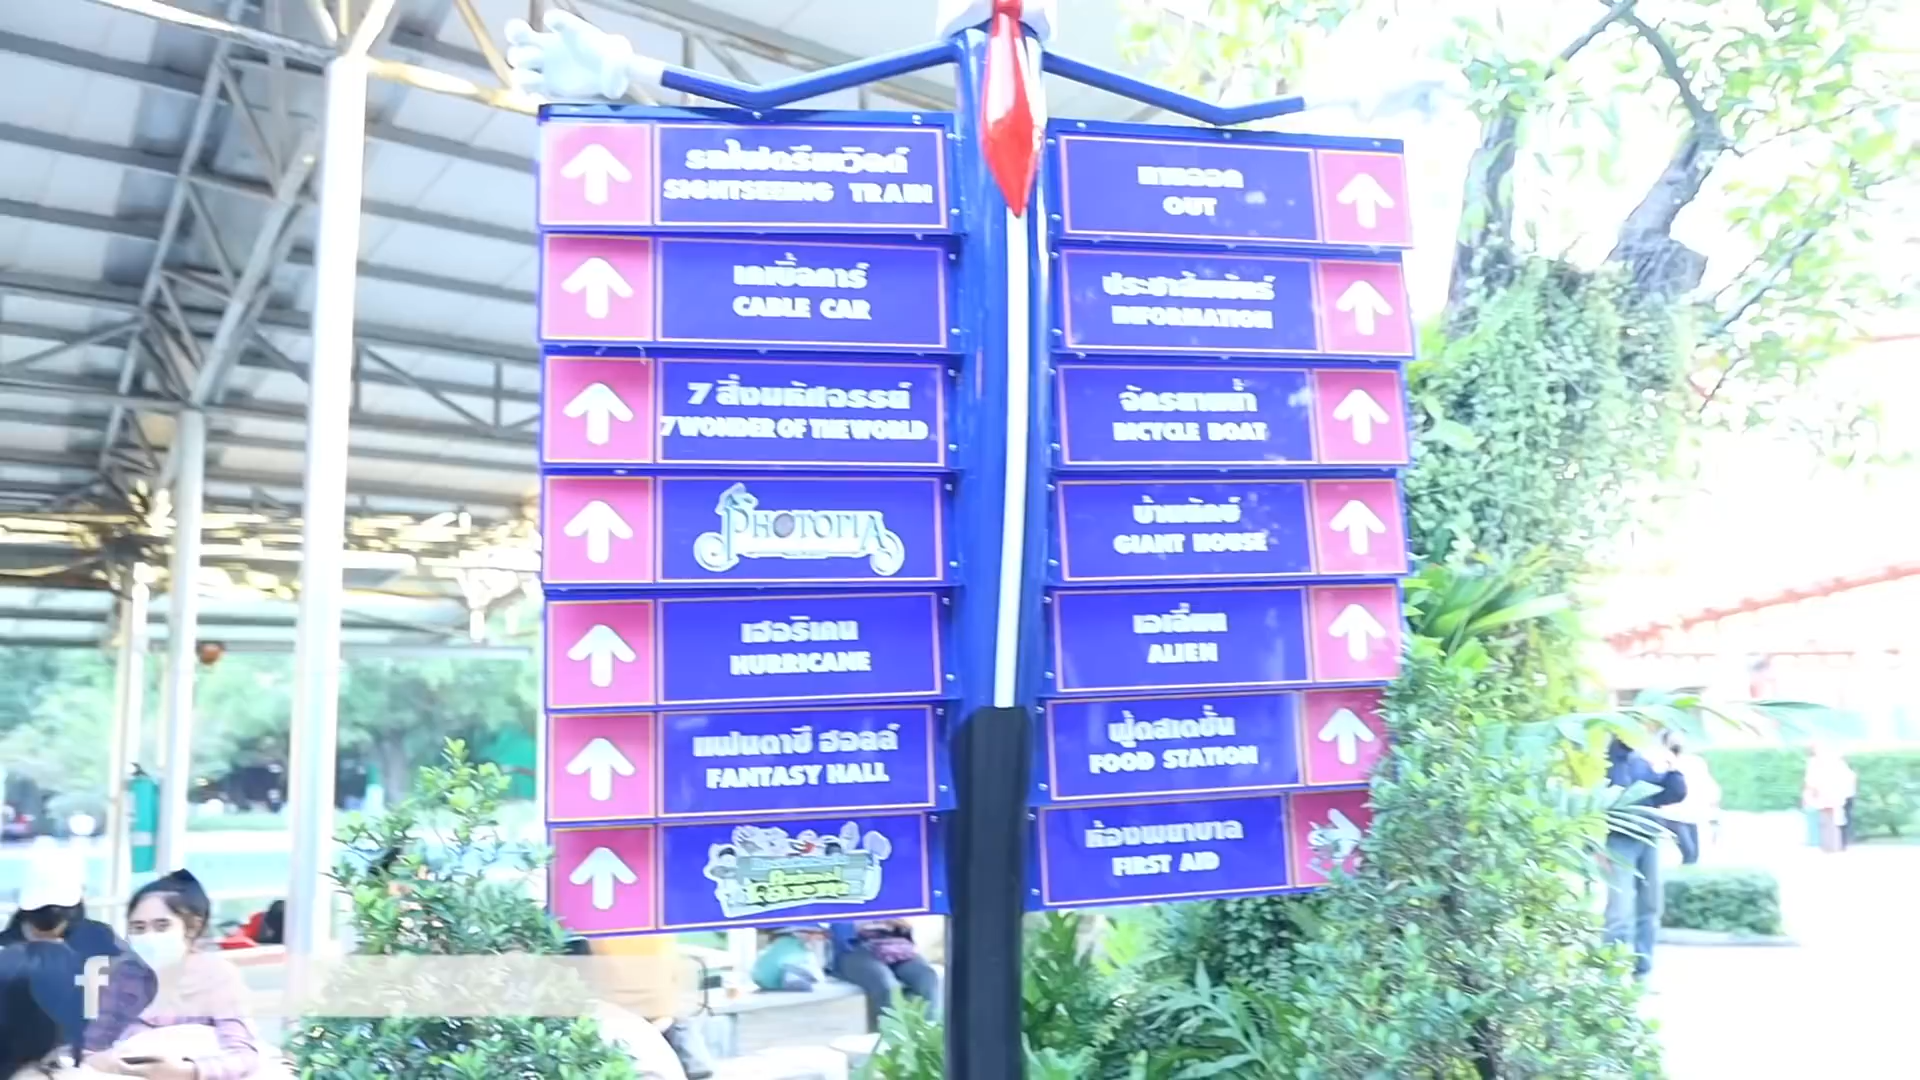 รถไฟดรีมเวิลด์
SIGHTSEEING TRAIN
เคเบิ้ลคาร์
CABLE CAR
7 สิ่งมหัศจรรย์
7 WONDER OF THE WORLD
PHOTOPIA
เฮอริเคน
HURRICANE
แฟนตาซี ฮอลล์
FANTASY HALL
Animal
ทางออก
OUT
ประชาสัมพันธ์
INFORMATION
จักรยานน้ำ
BICYCLE BOAT
บ้านยักษ์
GIANT HOUSE
เอเลี่ยน
ALIEN
ฟู้ดสเตชั่น
FOOD STATION
ห้องพยาบาล
FIRST AID
f